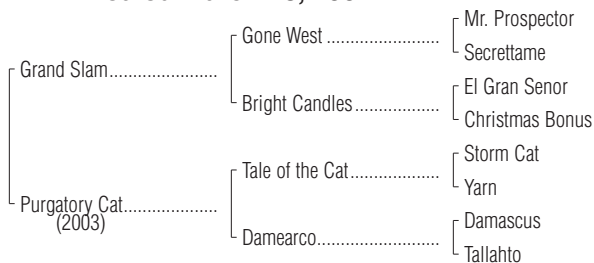 Gone West ........................
Mr. Prospector
Secrettame
Grand Slam.......................
Bright Candles..................
El Gran Senor
Christmas Bonus
Tale of the Cat...................
Storm Cat
Yarn
Purgatory Cat....................
(2003)
Damearco..........................
Damascus
Tallahto